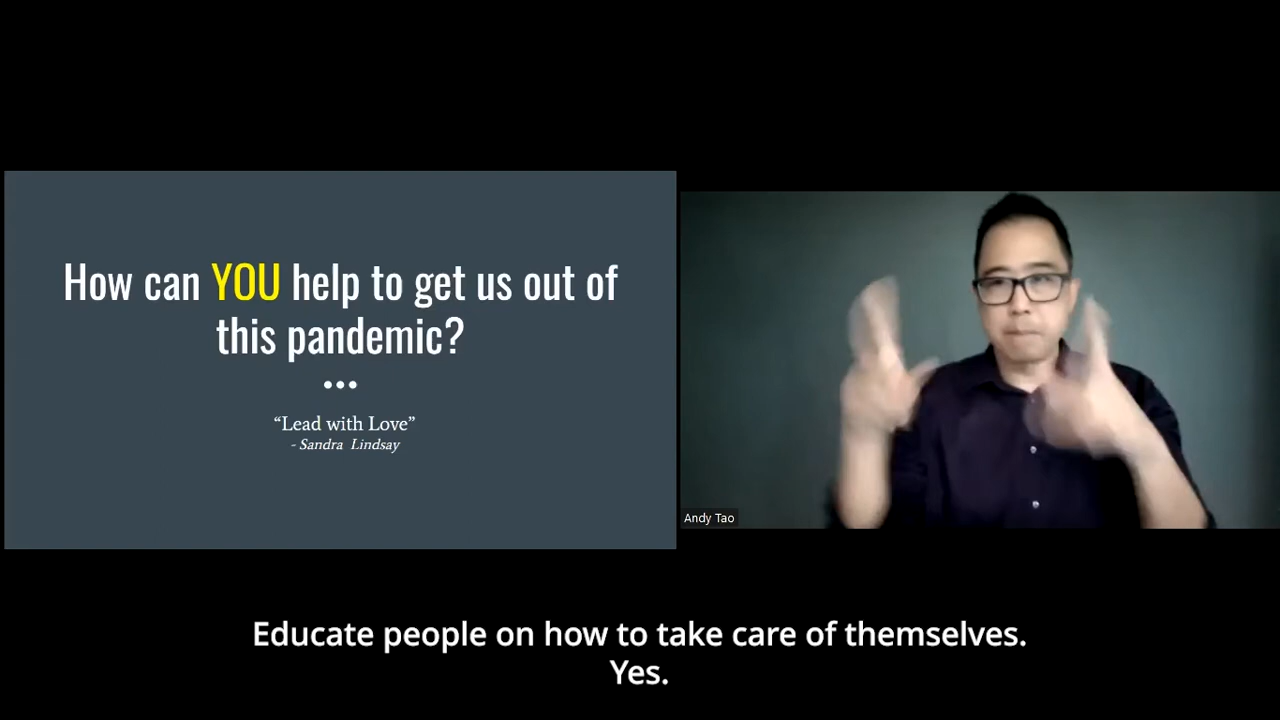 How can YOU help to get us out of
this pandemic?
“Lead with Love”
- Sandra Lindsay
Andy Tao
Educate people on how to take care of themselves.
Yes.